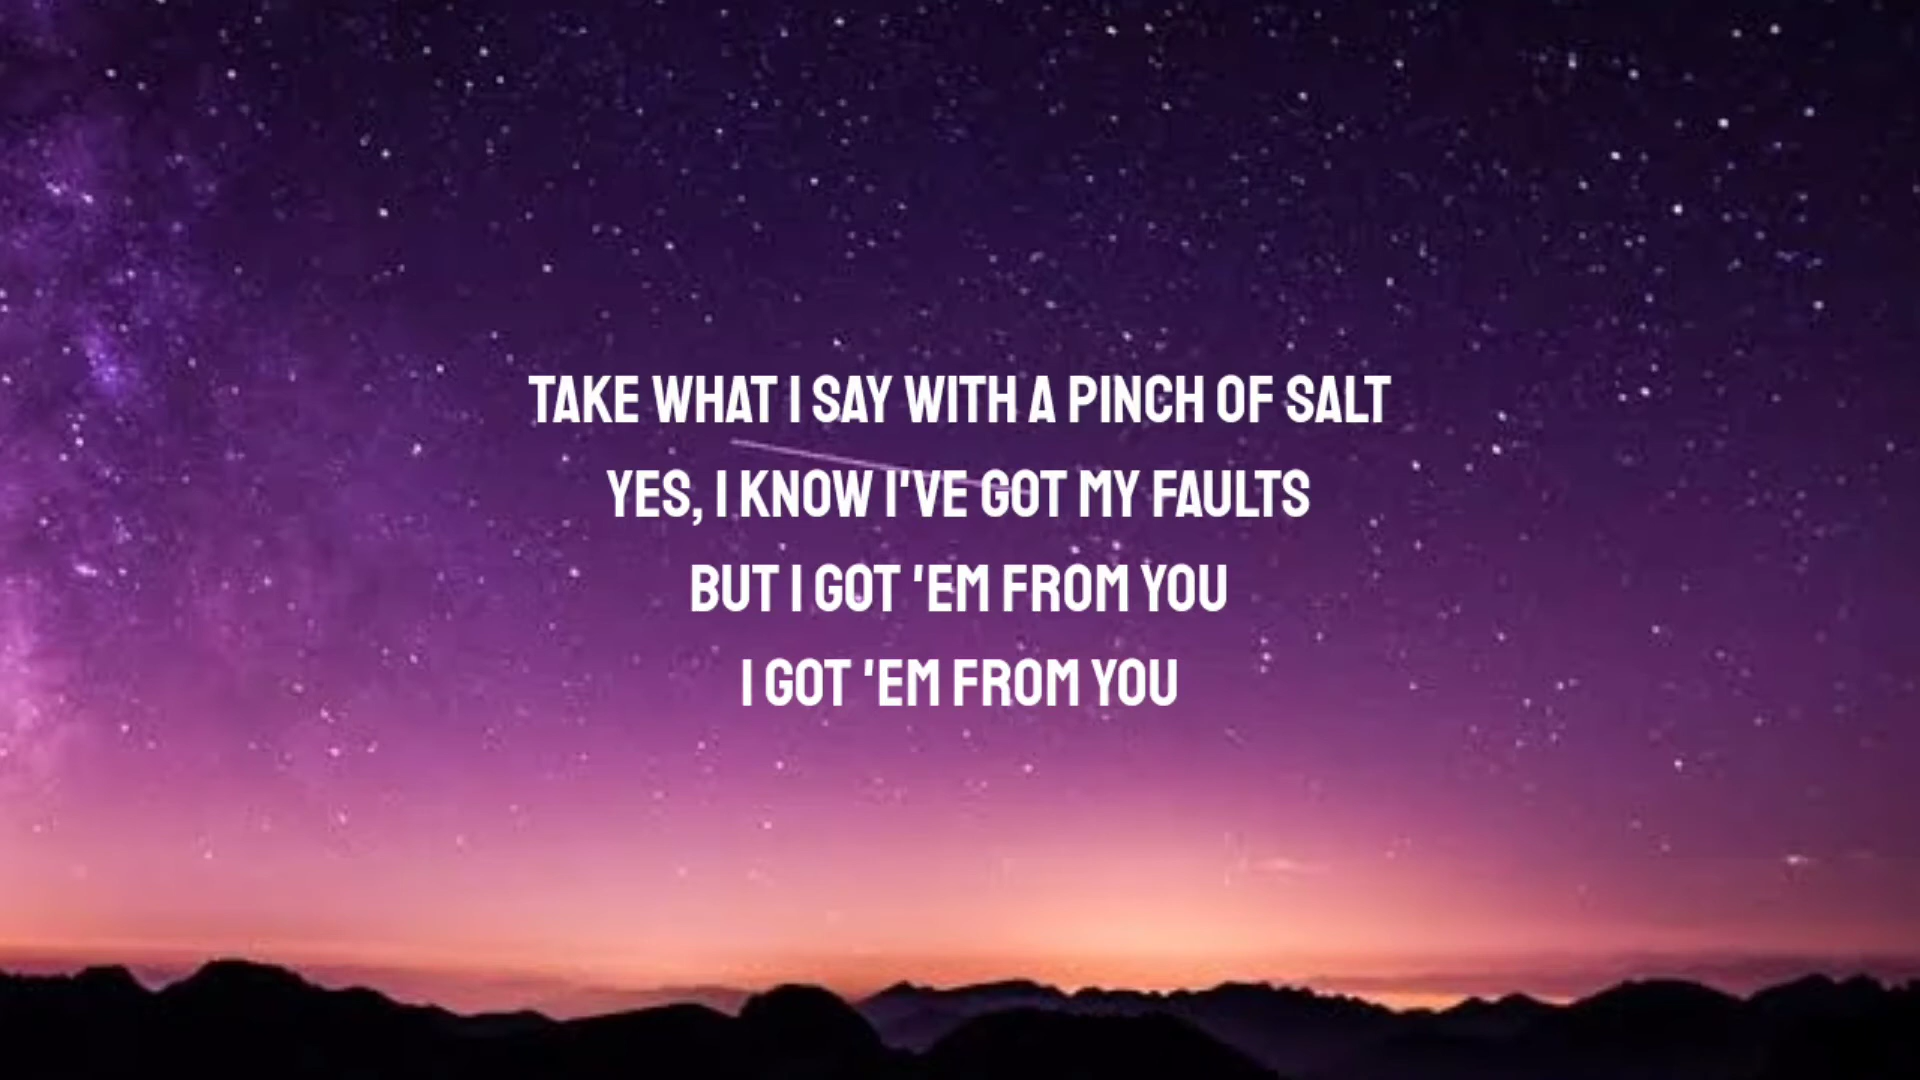 TAKE WHAT I SAY WITH A PINCH OF SALT
YES, I KNOW I'VE GOT MY FAULTS
BUT I GOT 'EM FROM YOU
I GOT 'EM FROM YOU